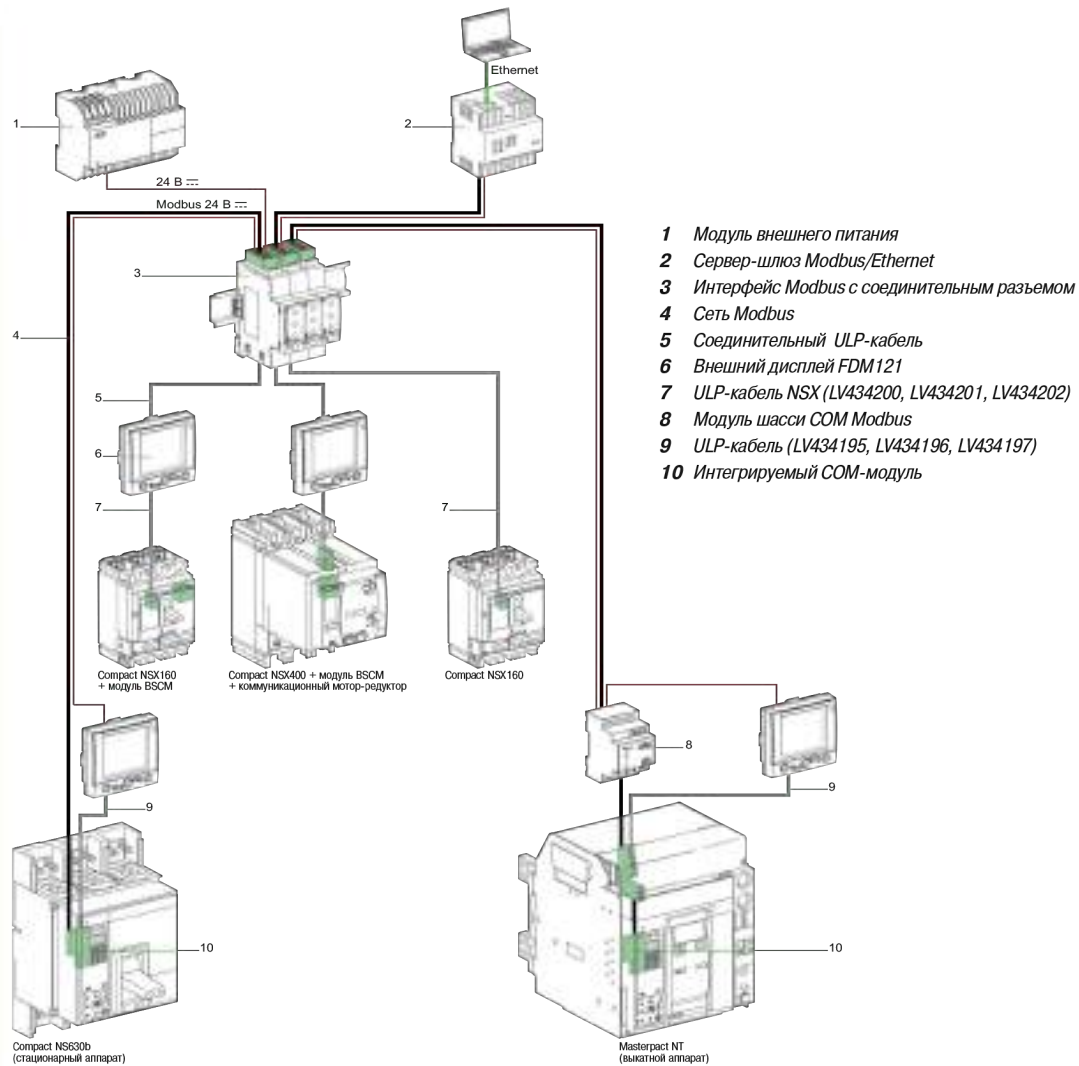 Ethernet
1
2
24 В
Modbus 24 В
3
4
5
6
7
7
1 Модуль внешнего питания
2 Сервер-шлюз Modbus/Ethernet
3 Интерфейс Modbus с соединительным разъемом
4 Сеть Modbus
5 Соединительный ULP-кабель
6 Внешний дисплей FDM121
7 ULP-кабель NSX (LV434200, LV434201, LV434202)
8 Модуль шасси COM Modbus
9 ULP-кабель (LV434195, LV434196, LV434197)
10 Интегрируемый COM-модуль
Compact NSX160
+ модуль BSCM
Compact NSX400 + модуль BSCM
+ коммуникационный мотор-редуктор
Compact NSX160
8
9
9
10
10
Compact NS630b
(стационарный аппарат)
Masterpact NT
(выкатной аппарат)